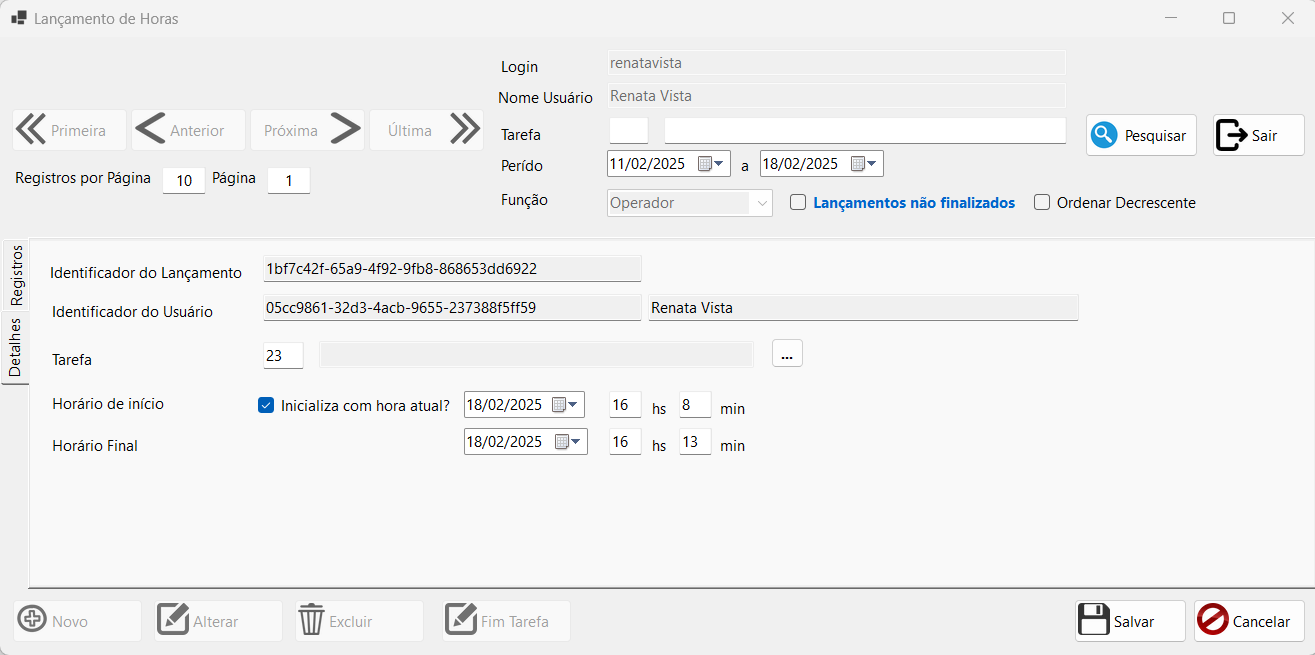 Lançamento de Horas
Login renatavista
Nome Usuário Renata Vista
Primeira Anterior Próxima Última
Tarefa
Pesquisar Sair
Perído 11/02/2025 a 18/02/2025
Registros por Página 10 Página 1
Função Operador Lançamentos não finalizados Ordenar Decrescente
Registros
Detalhes
Identificador do Lançamento 1bf7c42f-65a9-4f92-9fb8-868653dd6922
Identificador do Usuário 05cc9861-32d3-4acb-9655-237388f5ff59 Renata Vista
Tarefa 23 ...
Horário de início Inicializa com hora atual? 18/02/2025 16 hs 8 min
Horário Final 18/02/2025 16 hs 13 min
Novo Alterar Excluir Fim Tarefa Salvar Cancelar